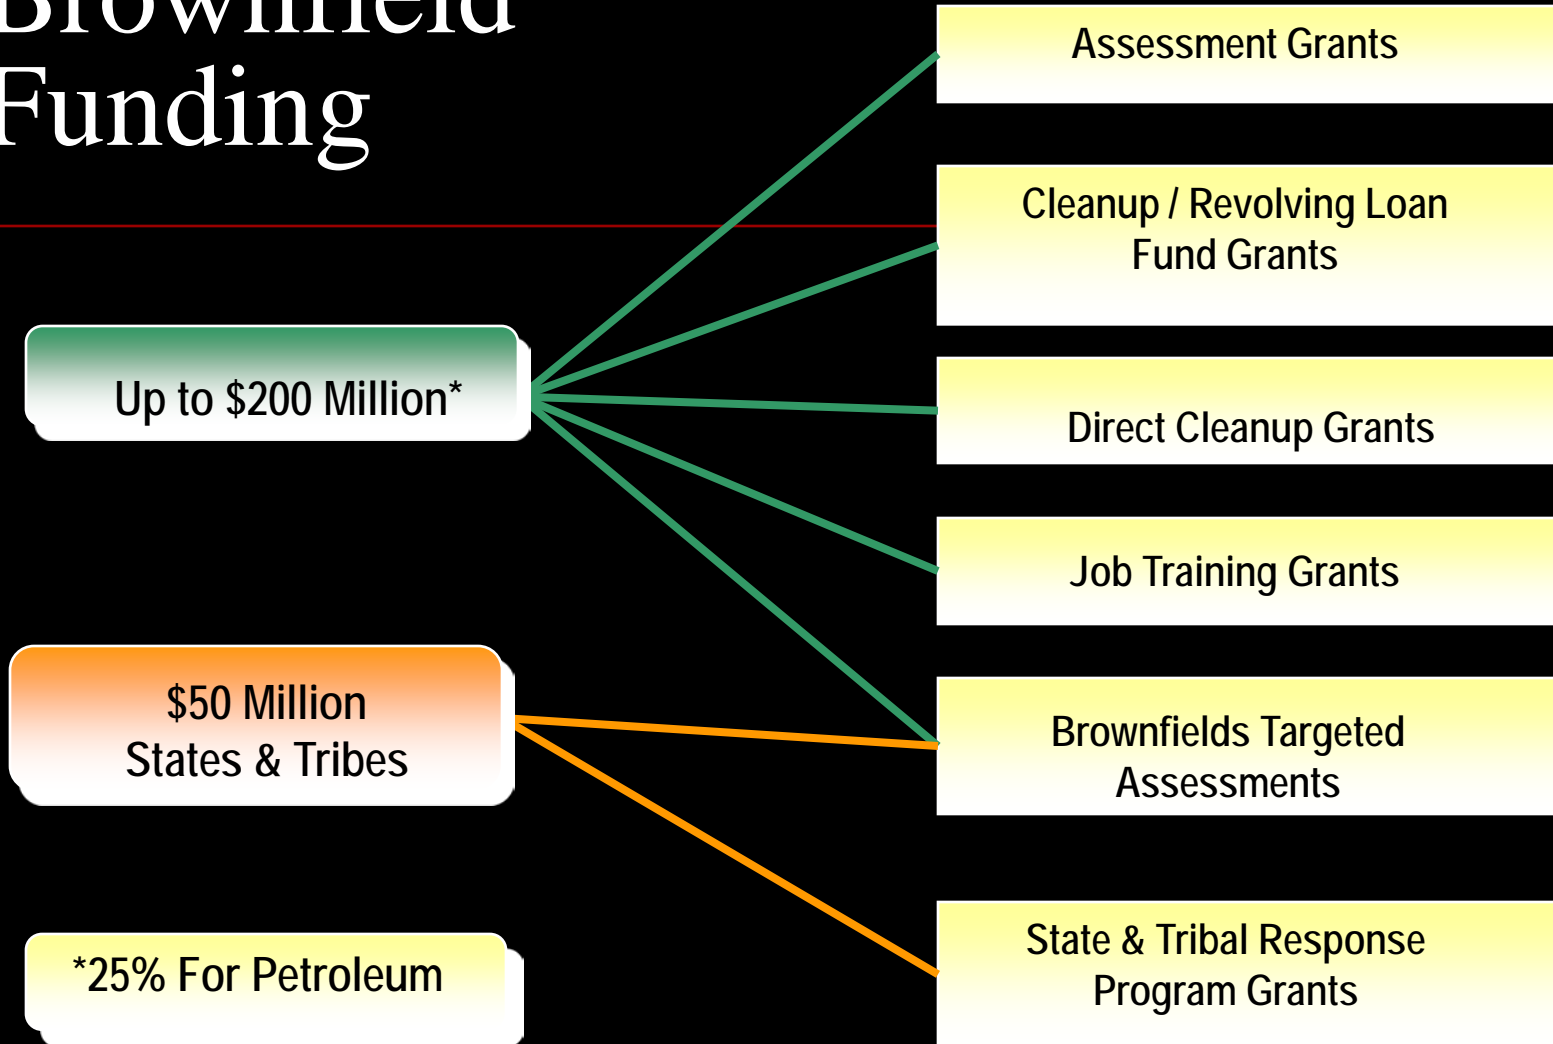 Brownfield
Funding
Assessment Grants
Cleanup / Revolving Loan
Fund Grants
Up to $200 Million*
Direct Cleanup Grants
Job Training Grants
$50 Million
States & Tribes
Brownfields Targeted
Assessments
*25% For Petroleum
State & Tribal Response
Program Grants